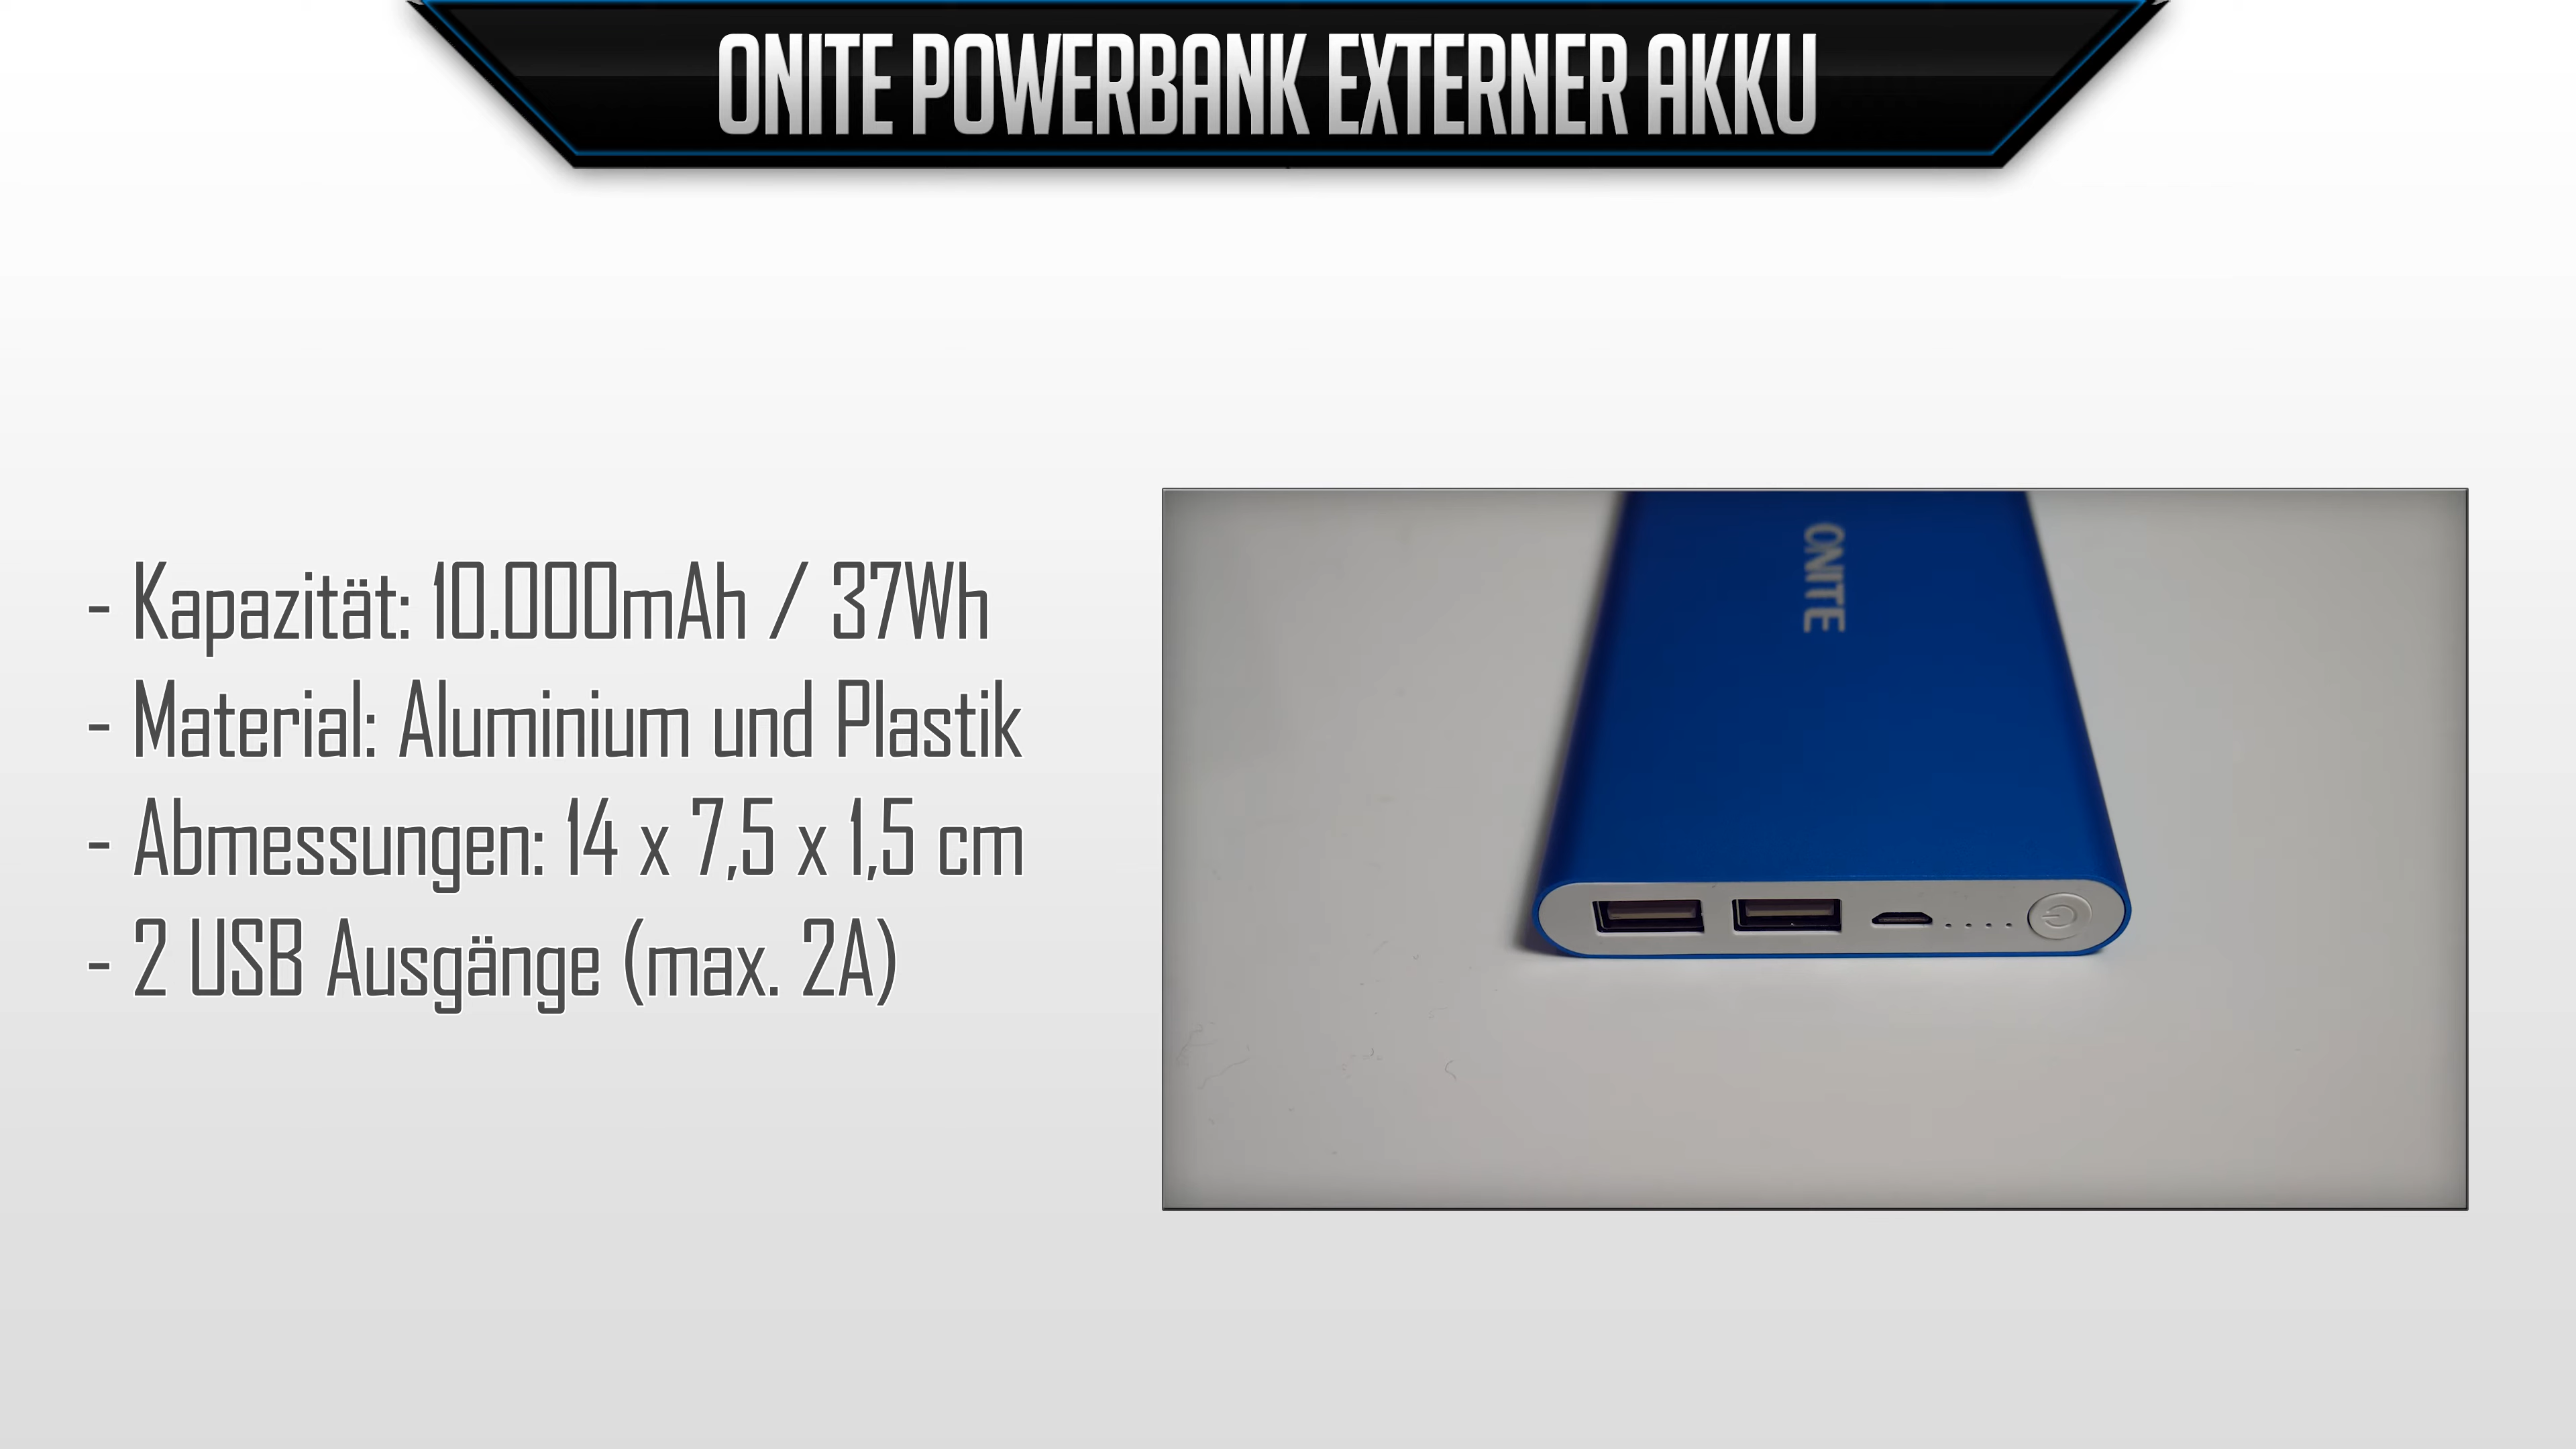 ONITE POWERBANK EXTERNER AKKU
- Kapazität: 10.000mAh / 37Wh
- Material: Aluminium und Plastik
- Abmessungen: 14 x 7,5 x 1,5 cm
- 2 USB Ausgänge (max. 2A)
ONITE